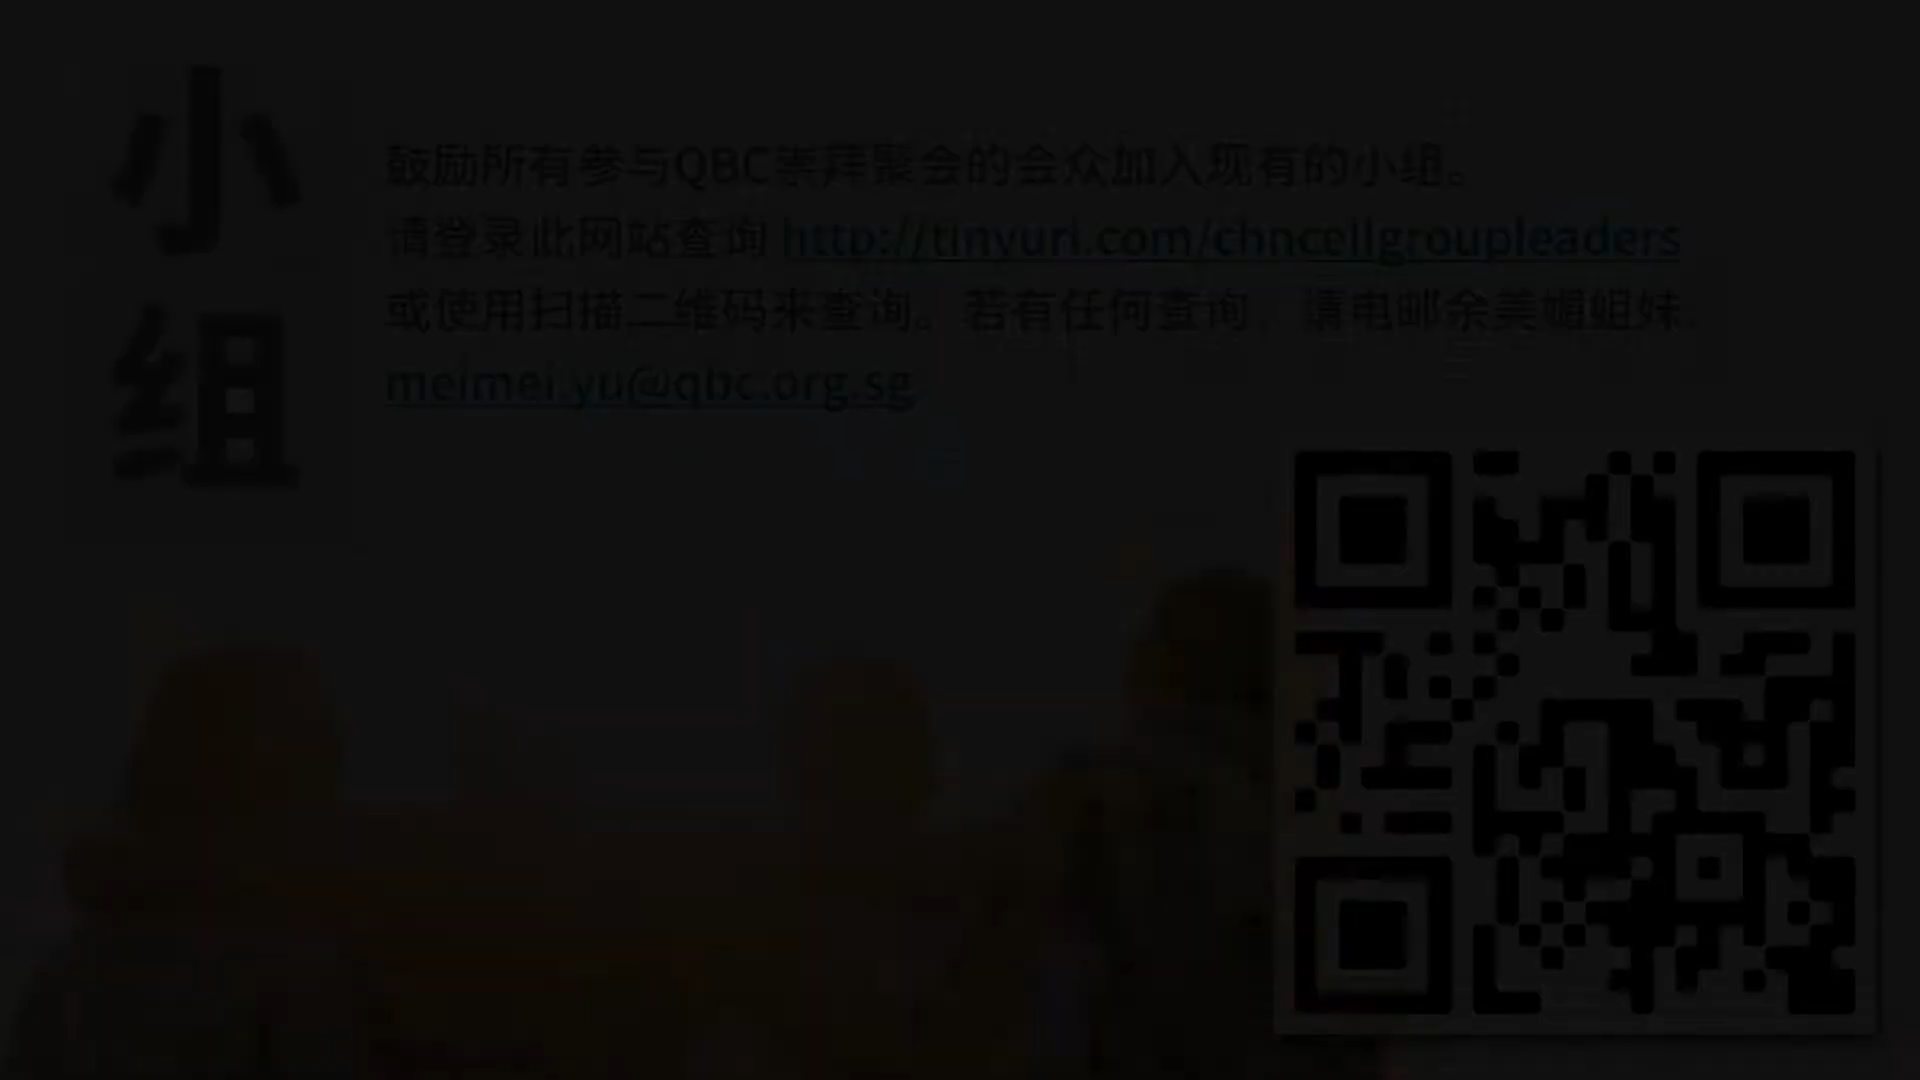 小组
鼓励所有参与QBC崇拜聚会的会众加入现有的小组。
请登录此网站查询 http://tinyurl.com/chncellgroupleaders
或使用扫描二维码来查询。若有任何查询，请电邮余美媚姐妹.
meimei.yu@qbc.org.sg